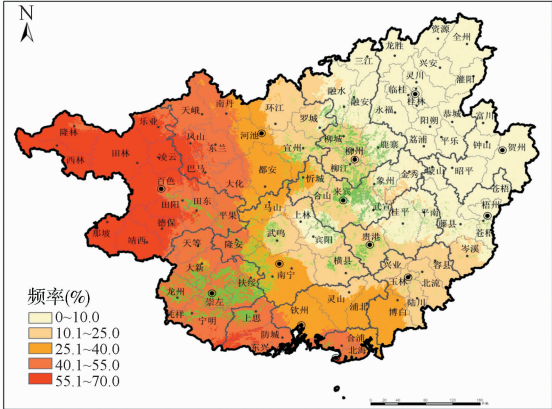 N
资源
全州
龙胜
三江
兴安
灌阳
灵川
临桂
桂林
融水
融安
永福
阳朔
恭城
富川
南丹
天峨
环江
罗城
乐业
隆林
凤山
东兰
河池
宜州
柳城
柳州
鹿寨
荔浦
平乐
钟山
贺州
西林
田林
凌云
巴马
都安
忻城
柳江
象州
金秀
蒙山
昭平
百色
大化
合山
来宾
武宣
苍梧
梧州
田阳
田东
平果
马山
上林
桂平
平南
藤县
苍梧
那坡
靖西
德保
天等
隆安
武鸣
宾阳
贵港
岑溪
大新
南宁
横县
兴业
玉林
容县
北流
龙州
崇左
扶绥
凭祥
宁明
上思
钦州
灵山
浦北
博白
陆川
防城
东兴
合浦
北海
频率(%)
0~10.0
10.1~25.0
25.1~40.0
40.1~55.0
55.1~70.0